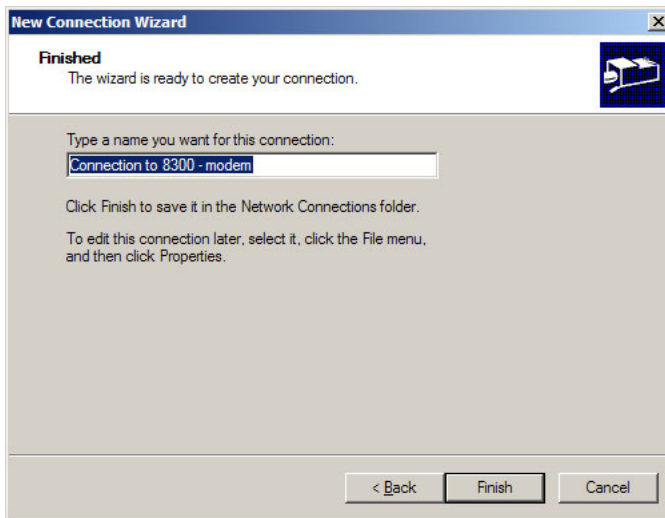 New Connection Wizard
Finished
The wizard is ready to create your connection.
Type a name you want for this connection:
Connection to 8300 - modem
Click Finish to save it in the Network Connections folder.
To edit this connection later, select it, click the File menu,
and then click Properties.
< Back Finish Cancel